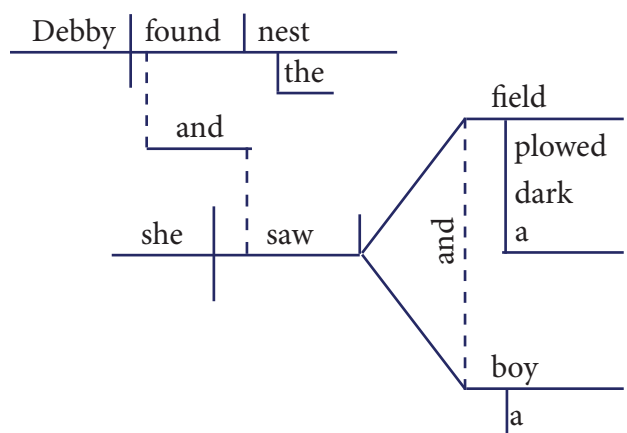 Debby found nest
the
and
she saw
field
plowed
dark
a
and
boy
a